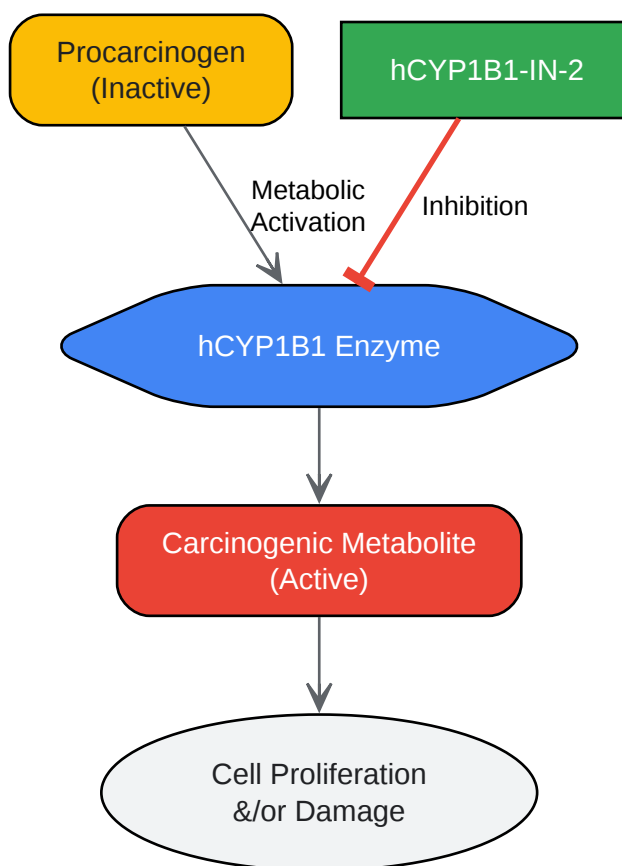 Procarcinogen
(Inactive)
hCYP1B1-IN-2
Metabolic
Activation
Inhibition
hCYP1B1 Enzyme
Carcinogenic Metabolite
(Active)
Cell Proliferation
&/or Damage